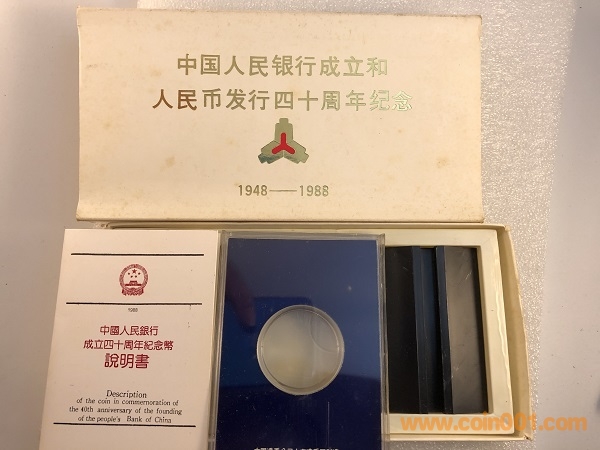 中国人民银行成立和
人民币发行四十周年纪念
1948——1988
1988
中國人民銀行
成立四十周年紀念幣
說明書
Description
of the coin in commemoration of
the 40th anniversary of the founding
of the people's Bank of China
www.coin001.com